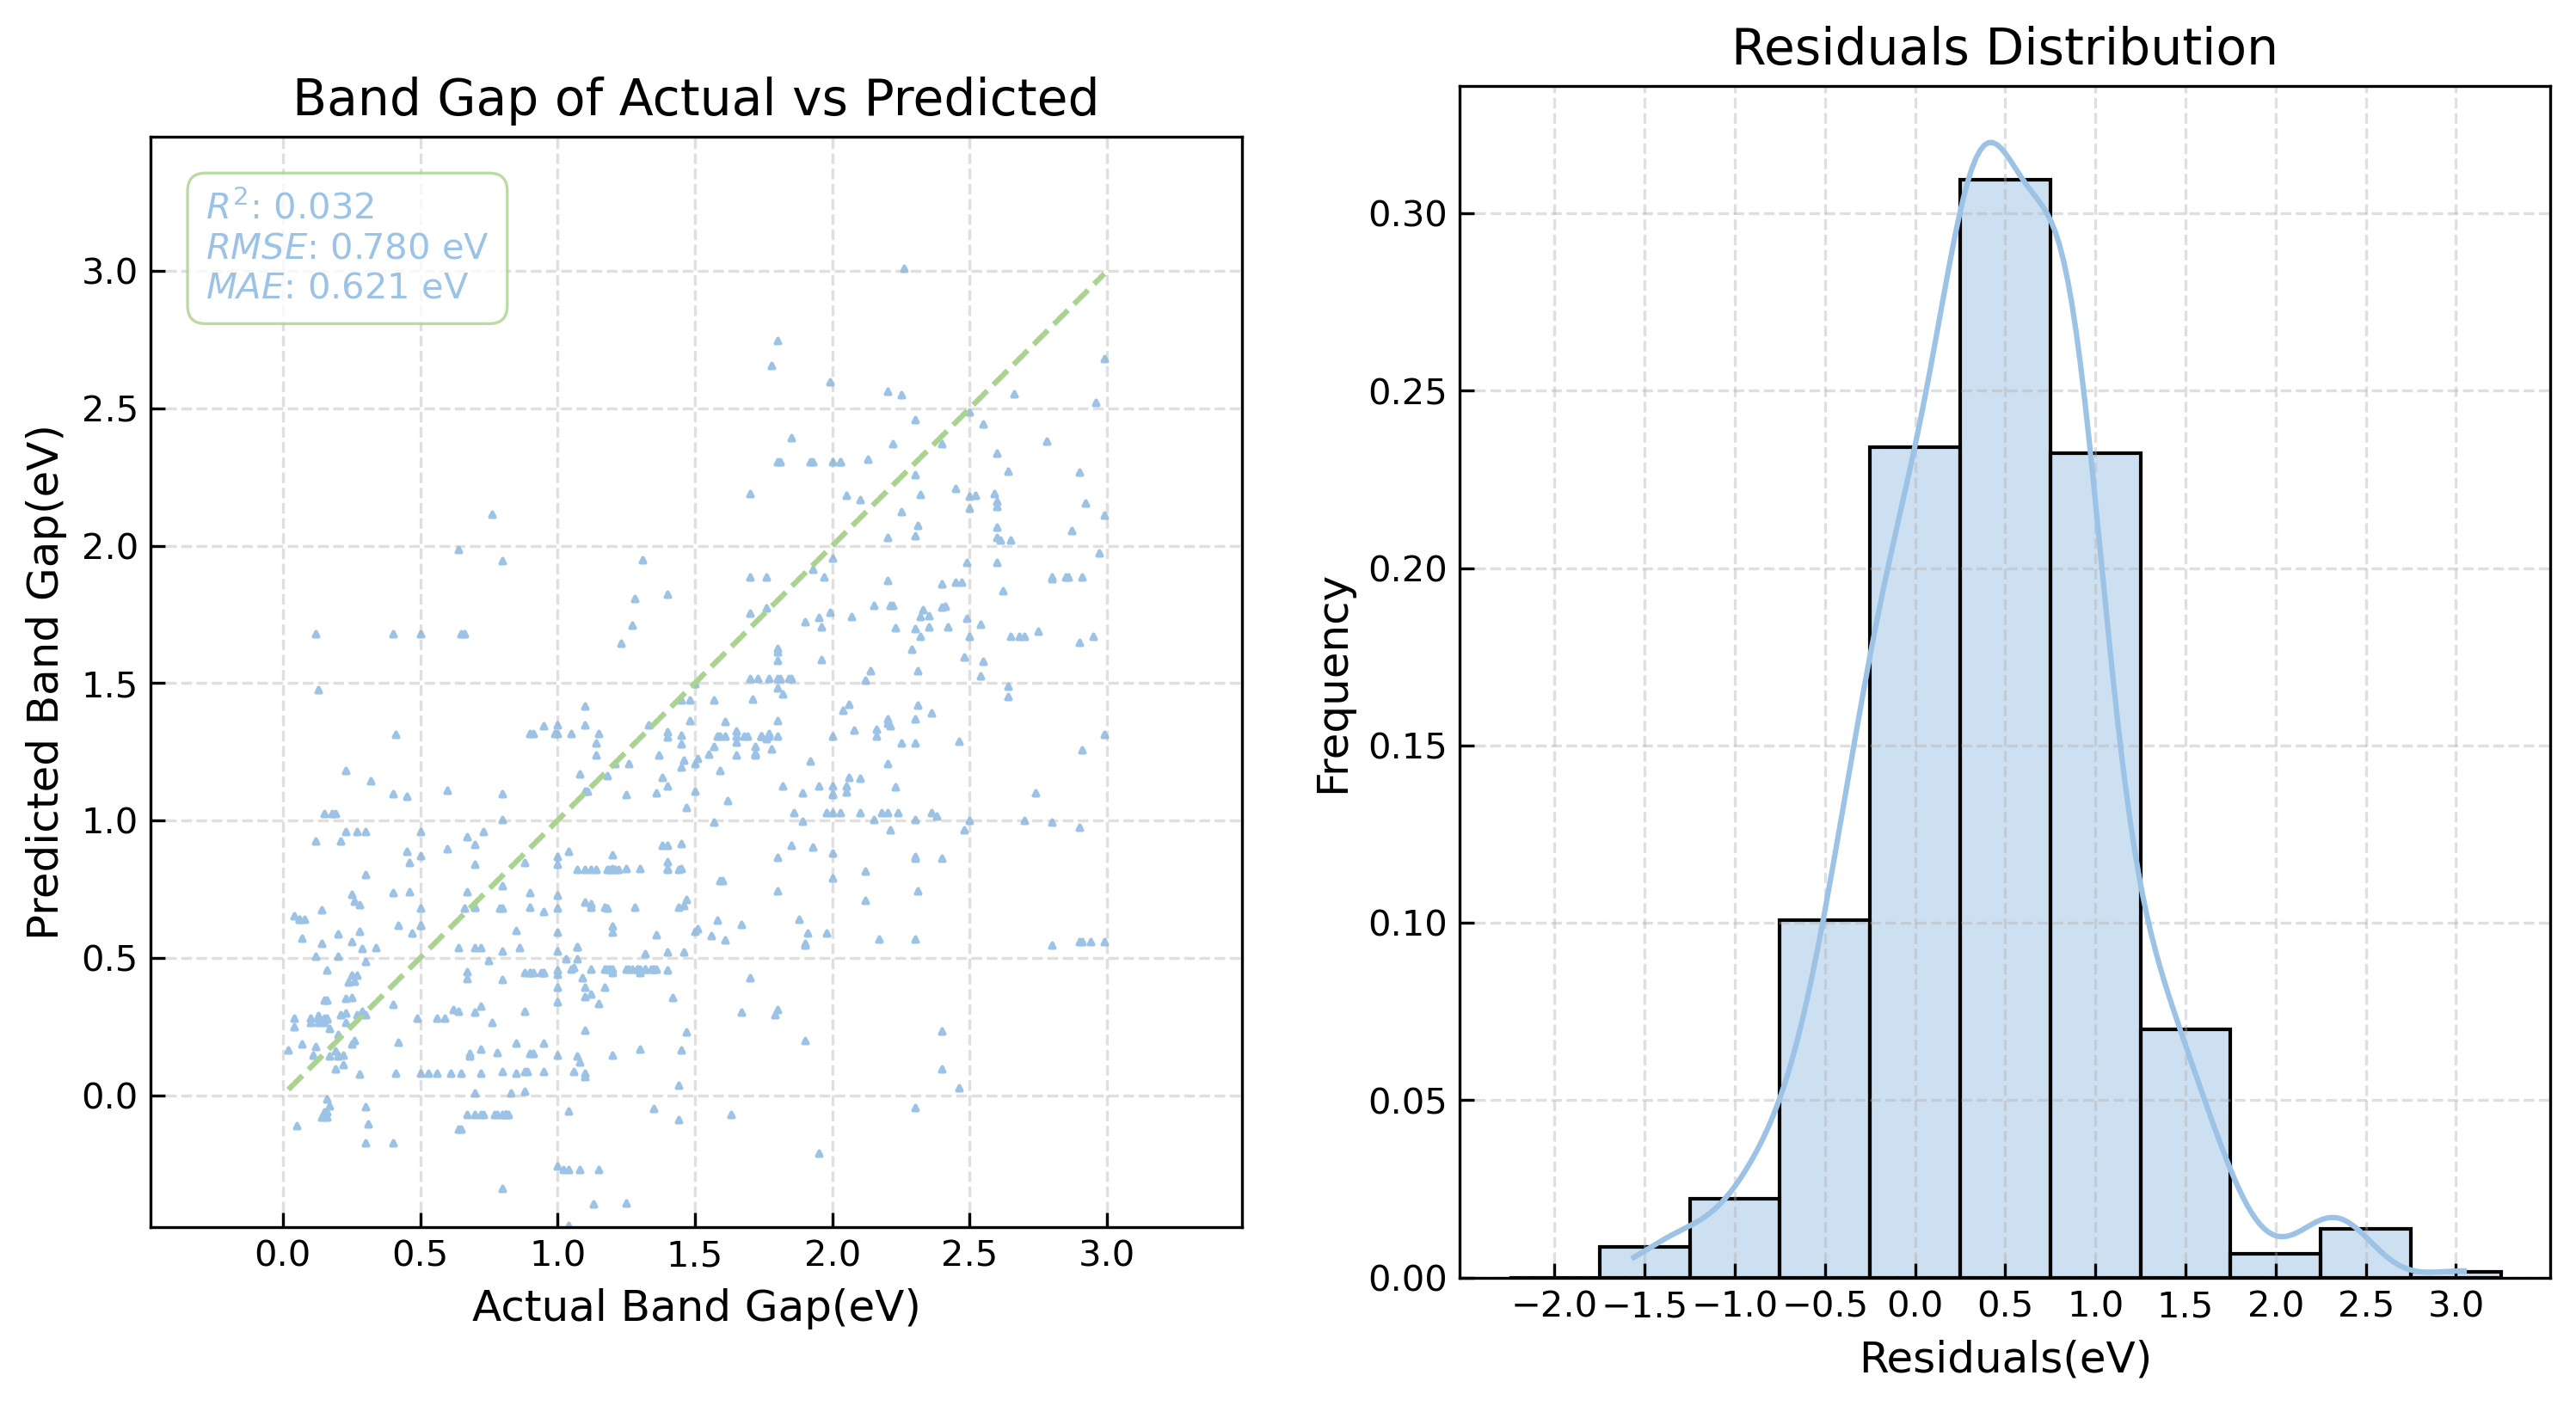 Band Gap of Actual vs Predicted
R²: 0.032
RMSE: 0.780 eV
MAE: 0.621 eV
3.0
2.5
2.0
1.5
1.0
0.5
0.0
Predicted Band Gap(eV)
0.0 0.5 1.0 1.5 2.0 2.5 3.0
Actual Band Gap(eV)
Residuals Distribution
0.30
0.25
0.20
0.15
0.10
0.05
0.00
Frequency
−2.0 −1.5 −1.0 −0.5 0.0 0.5 1.0 1.5 2.0 2.5 3.0
Residuals(eV)